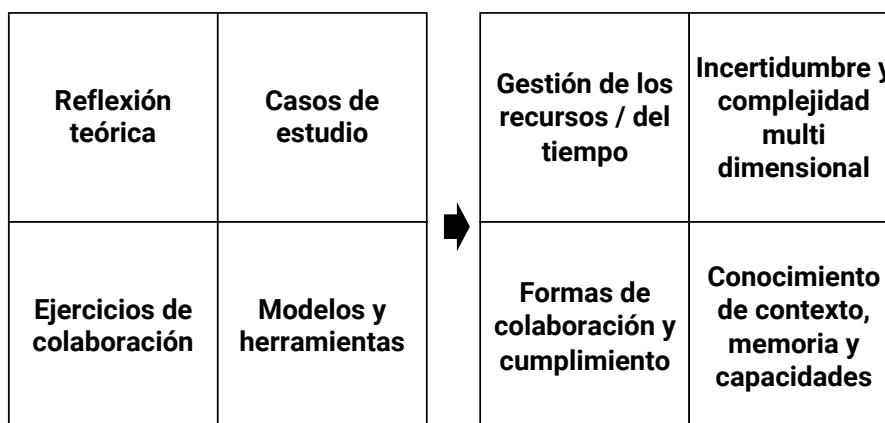 Reflexión
teórica
Casos de
estudio
Ejercicios de
colaboración
Modelos y
herramientas
Gestión de los
recursos / del
tiempo
Incertidumbre y
complejidad
multi
dimensional
Formas de
colaboración y
cumplimiento
Conocimiento
de contexto,
memoria y
capacidades